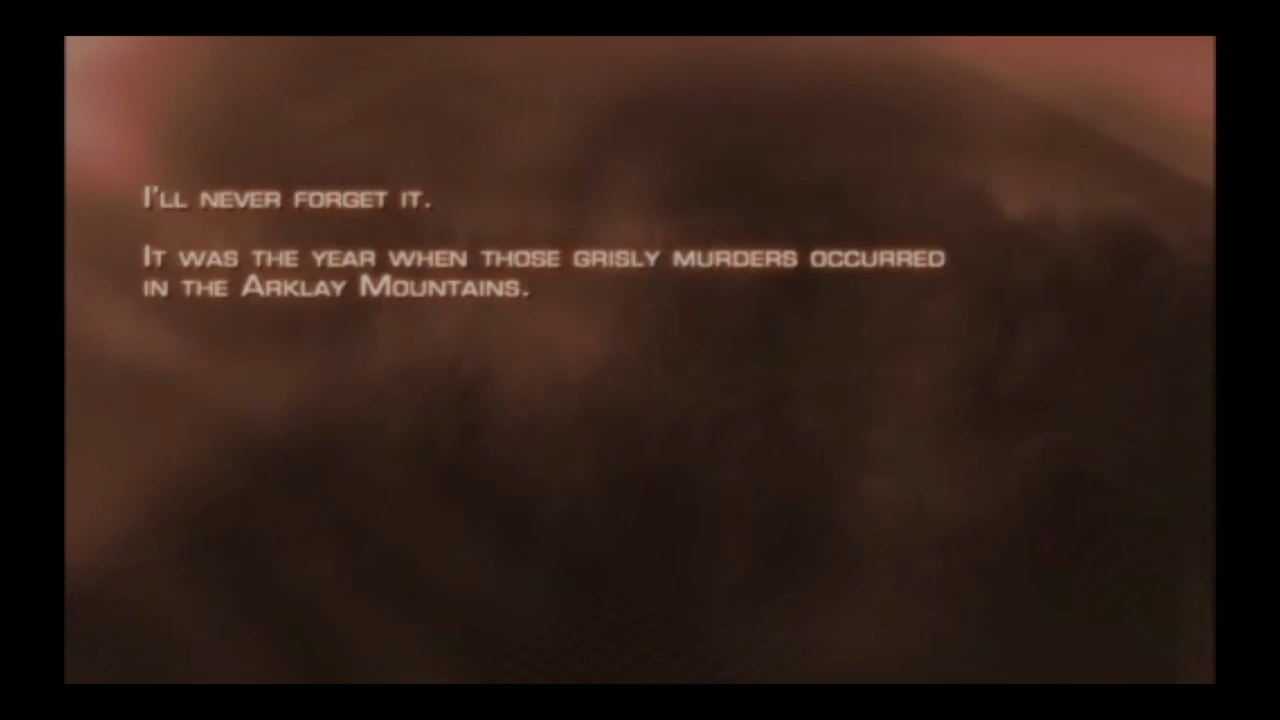 I'll never forget it.
It was the year when those grisly murders occurred
in the Arklay Mountains.